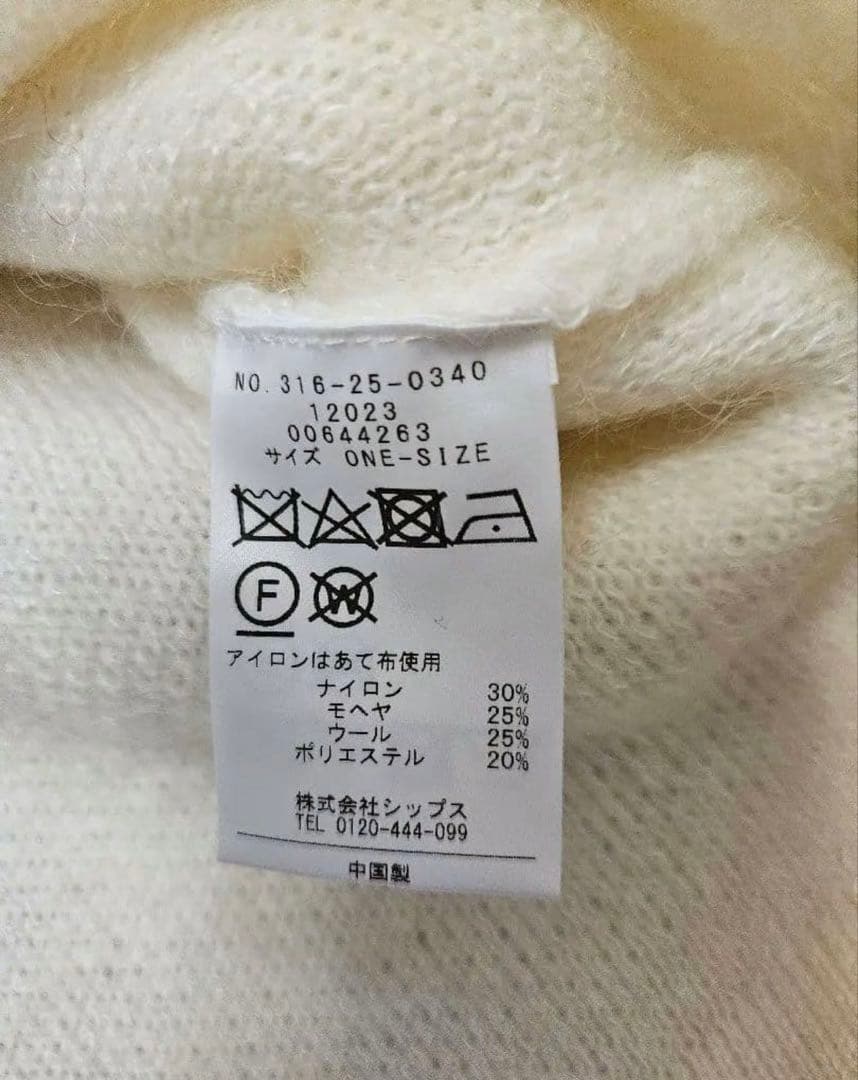 NO. 316-25-0340
12023
00644263
サイズ ONE-SIZE
F W
アイロンはあて布使用
ナイロン 30%
モヘヤ 25%
ウール 25%
ポリエステル 20%
株式会社シップス
TEL 0120-444-099
中国製